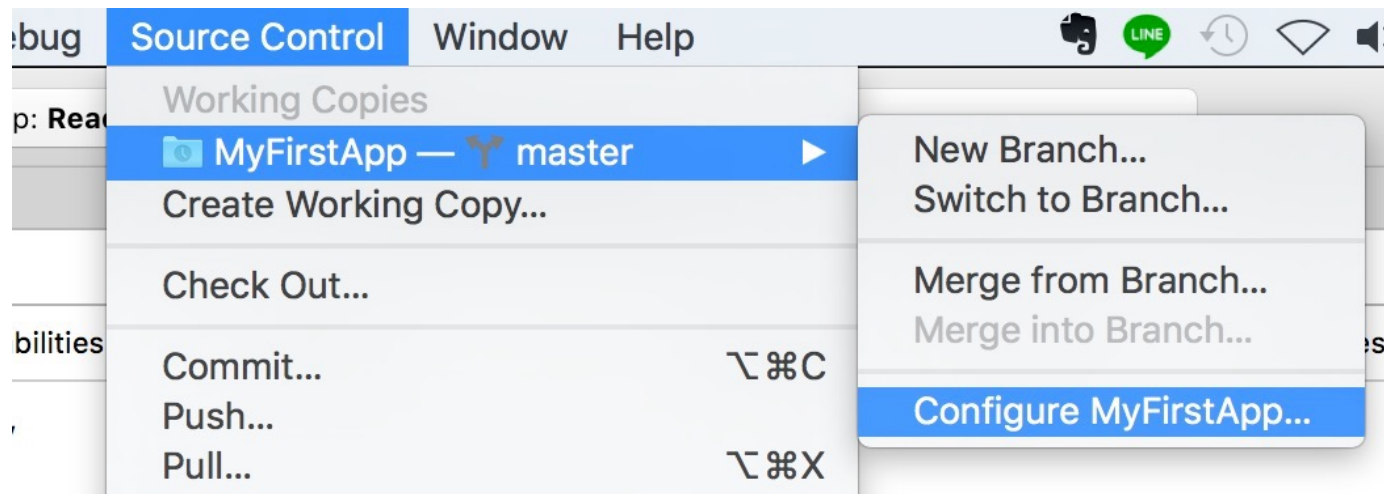 bug Source Control Window Help LINE
Working Copies
p: Rea
MyFirstApp — master
New Branch...
Create Working Copy...
Switch to Branch...
Check Out...
Merge from Branch...
bilities
Merge into Branch...
es
Commit... ⌥⌘C
Configure MyFirstApp...
Push...
Pull... ⌥⌘X